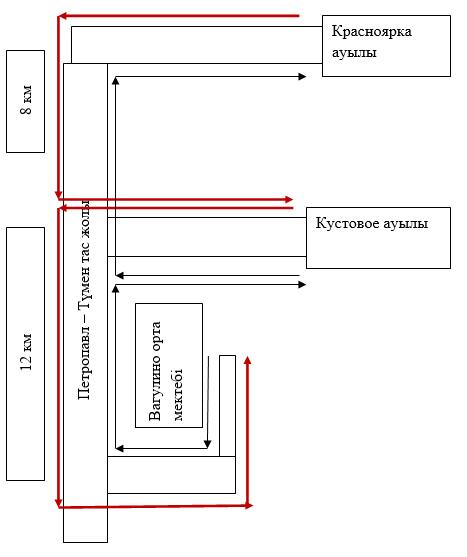 Красноярка
ауылы
8 км
Петропавл – Түмен тас жолы
Кустовое ауылы
12 км
Вагулино орта
мектебі